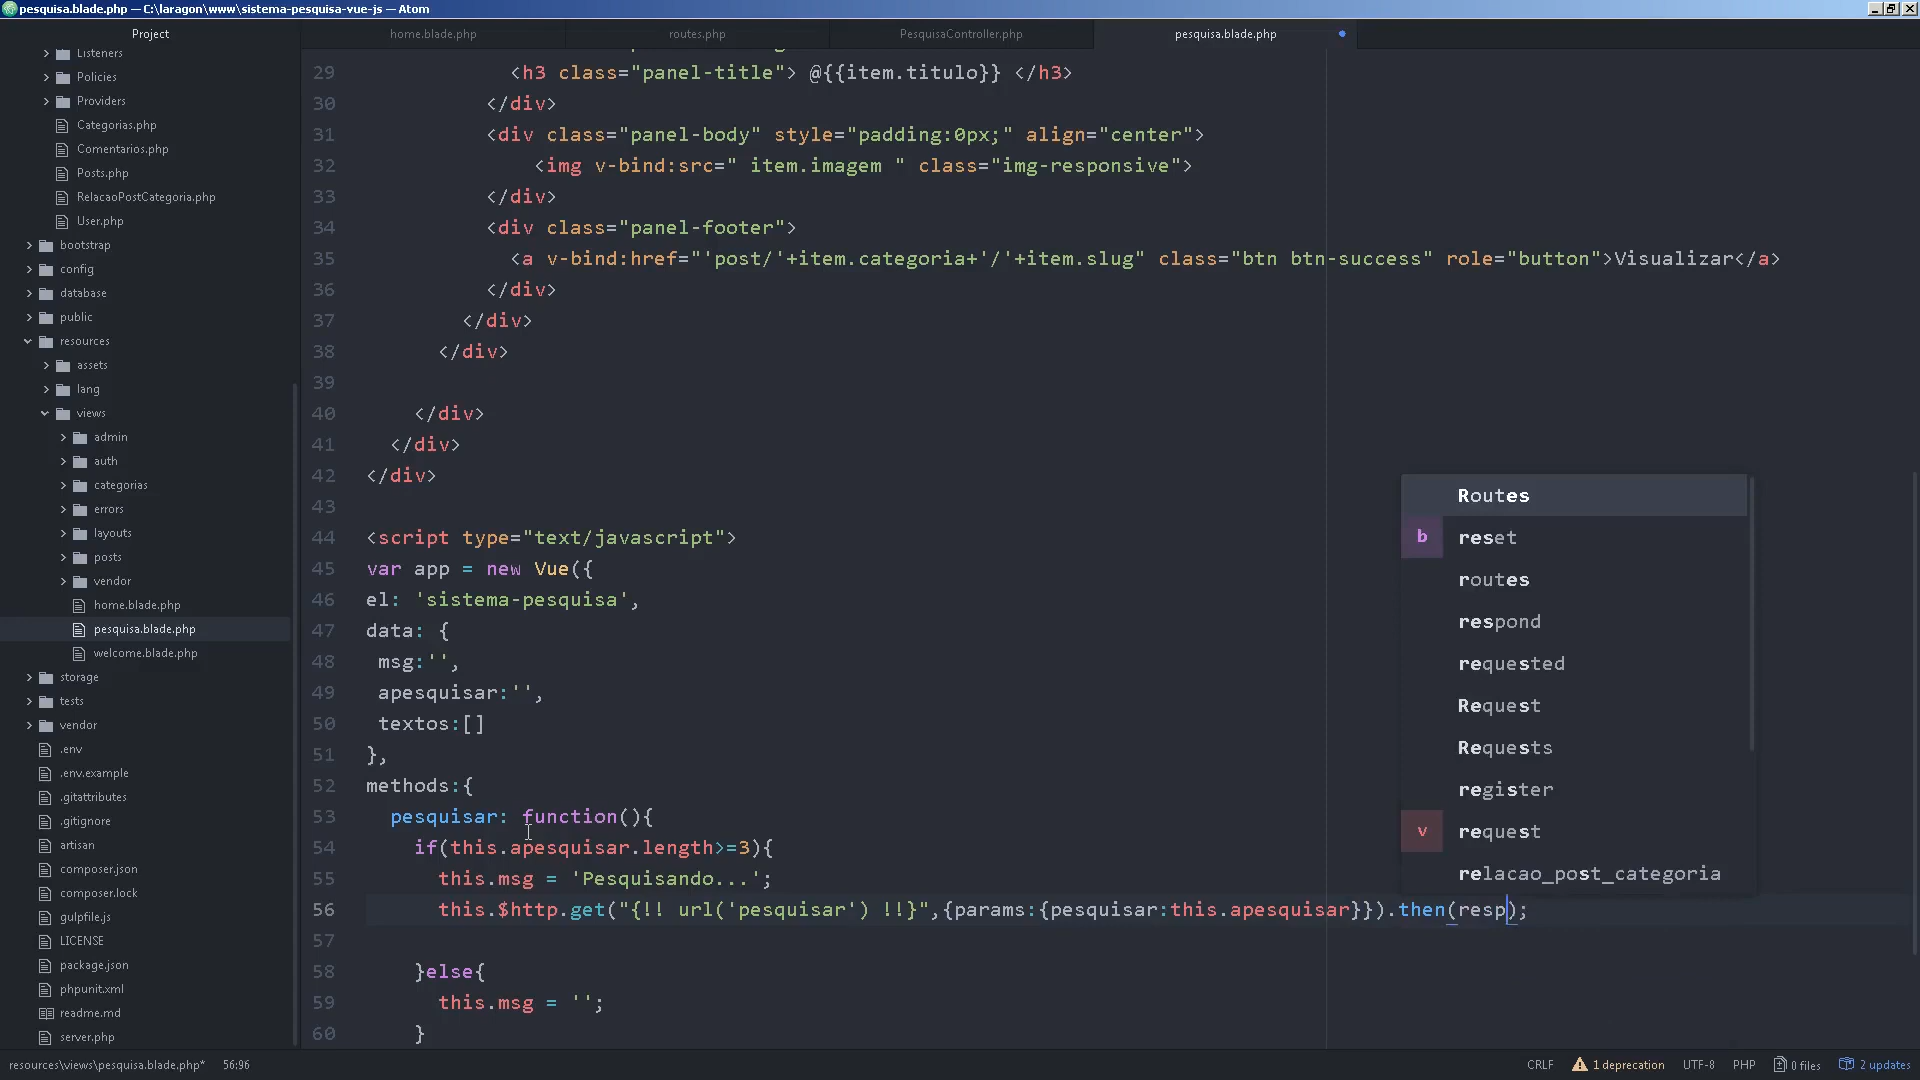 pesquisa.blade.php — C:\laragon\www\sistema-pesquisa-vue-js — Atom
Project
home.blade.php
routes.php
PesquisaController.php
pesquisa.blade.php
Listeners
Policies
Providers
Categorias.php
Comentarios.php
Posts.php
RelacaoPostCategoria.php
User.php
bootstrap
config
database
public
resources
assets
lang
views
admin
auth
categorias
errors
layouts
posts
vendor
home.blade.php
pesquisa.blade.php
welcome.blade.php
storage
tests
vendor
.env
.env.example
.gitattributes
.gitignore
artisan
composer.json
composer.lock
gulpfile.js
LICENSE
package.json
phpunit.xml
readme.md
server.php
29 <h3 class="panel-title"> @{{item.titulo}} </h3>
30 </div>
31 <div class="panel-body" style="padding:0px;" align="center">
32 <img v-bind:src=" item.imagem " class="img-responsive">
33 </div>
34 <div class="panel-footer">
35 <a v-bind:href="'post/'+item.categoria+'/'+item.slug" class="btn btn-success" role="button">Visualizar</a>
36 </div>
37 </div>
38 </div>
39
40 </div>
41 </div>
42 </div>
43
44 <script type="text/javascript">
45 var app = new Vue({
46 el: 'sistema-pesquisa',
47 data: {
48 msg:'',
49 apesquisar:'',
50 textos:[]
51 },
52 methods:{
53 pesquisar: function(){
54 if(this.apesquisar.length>=3){
55 this.msg = 'Pesquisando...';
56 this.$http.get("{!! url('pesquisar') !!}",{params:{pesquisar:this.apesquisar}}).then(resp);
57
58 }else{
59 this.msg = '';
60 }
Routes
b reset
routes
respond
requested
Request
Requests
register
v request
relacao_post_categoria
resources\views\pesquisa.blade.php* 56:96 CRLF 1 deprecation UTF-8 PHP 0 files 2 updates